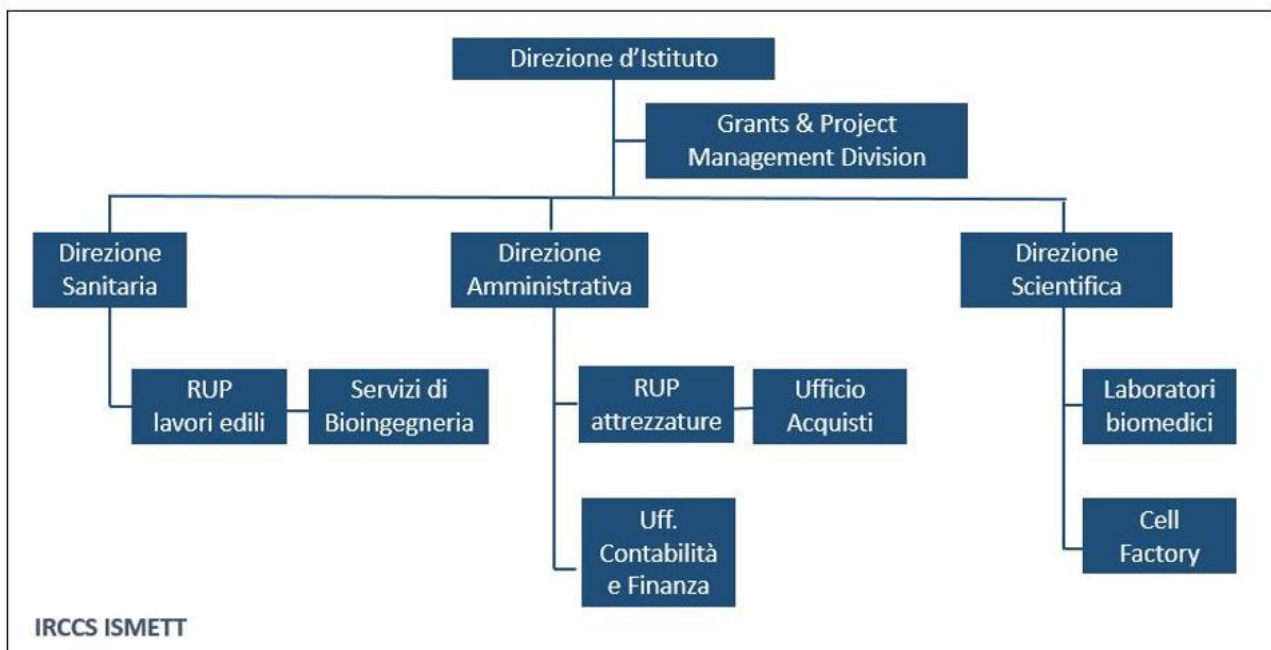 Direzione d’Istituto
Grants & Project
Management Division
Direzione
Sanitaria
Direzione
Amministrativa
Direzione
Scientifica
RUP
lavori edili
Servizi di
Bioingegneria
RUP
attrezzature
Ufficio
Acquisti
Laboratori
biomedici
Uff.
Contabilità
e Finanza
Cell
Factory
IRCCS ISMETT